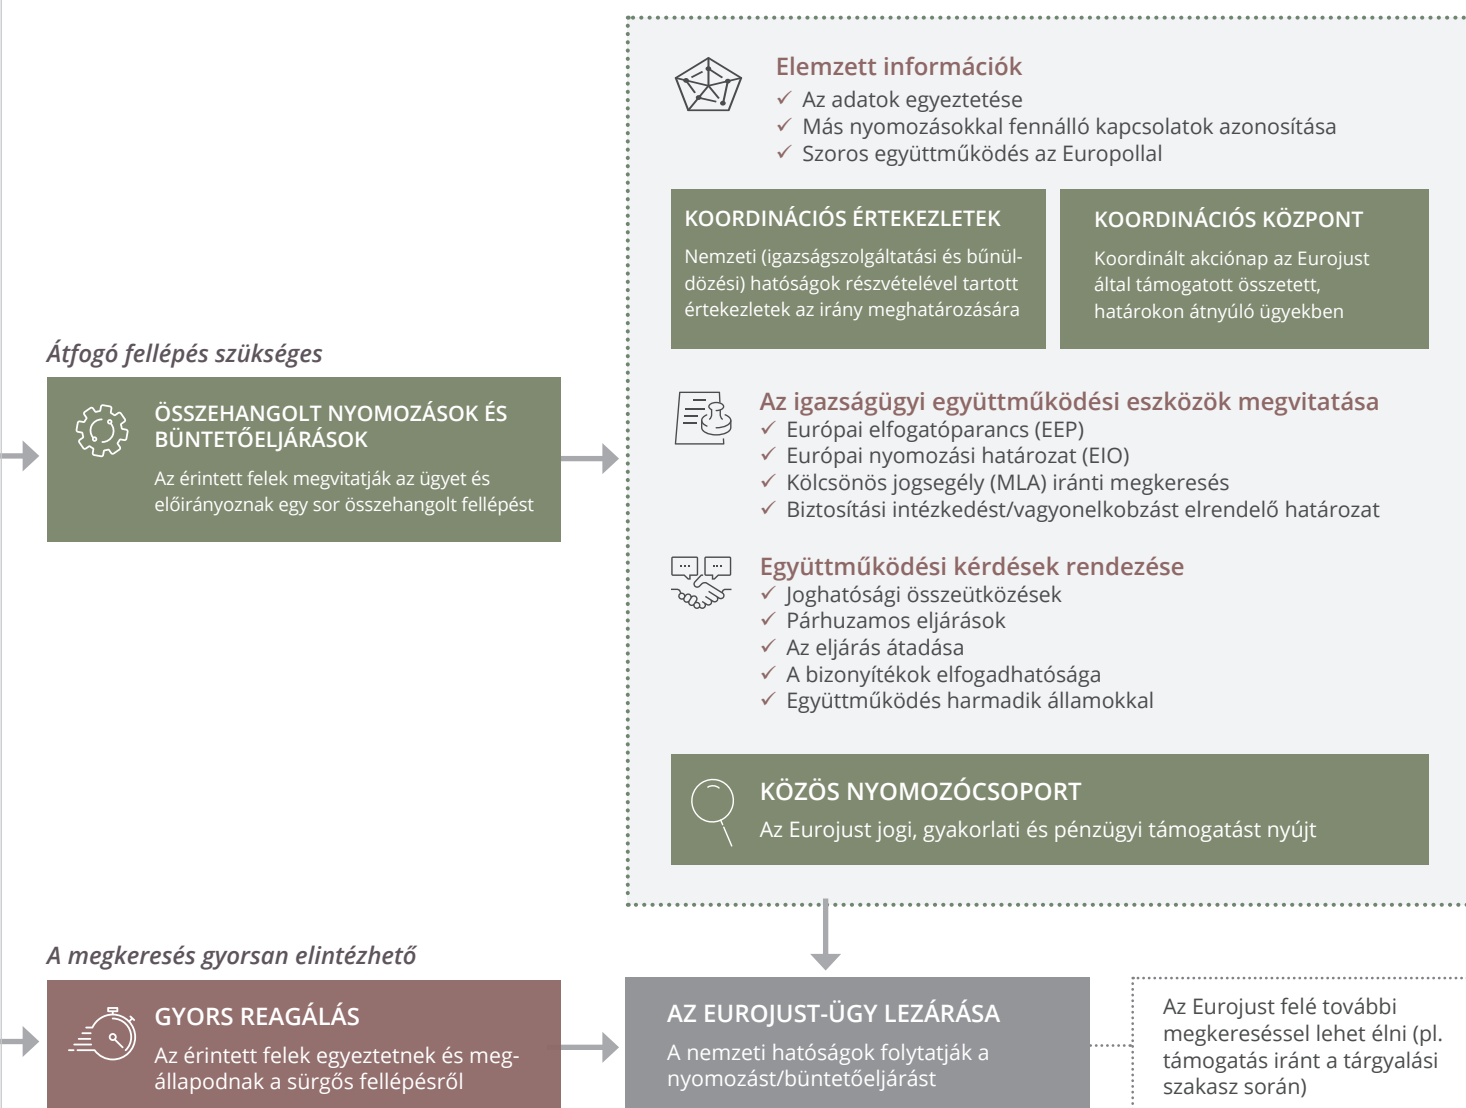 Elemzett információk
✓ Az adatok egyeztetése
✓ Más nyomozásokkal fennálló kapcsolatok azonosítása
✓ Szoros együttműködés az Europollal
KOORDINÁCIÓS ÉRTEKEZLETEK
Nemzeti (igazságszolgáltatási és bűnül-
dözési) hatóságok részvételével tartott
értekezletek az irány meghatározására
KOORDINÁCIÓS KÖZPONT
Koordinált akciónap az Eurojust
által támogatott összetett,
határokon átnyúló ügyekben
Átfogó fellépés szükséges
ÖSSZEHANGOLT NYOMOZÁSOK ÉS
BÜNTETŐELJÁRÁSOK
Az érintett felek megvitatják az ügyet és
előirányoznak egy sor összehangolt fellépést
Az igazságügyi együttműködési eszközök megvitatása
✓ Európai elfogatóparancs (EEP)
✓ Európai nyomozási határozat (EIO)
✓ Kölcsönös jogsegély (MLA) iránti megkeresés
✓ Biztosítási intézkedést/vagyonelkobzást elrendelő határozat
Együttműködési kérdések rendezése
✓ Joghatósági összeütközések
✓ Párhuzamos eljárások
✓ Az eljárás átadása
✓ A bizonyítékok elfogadhatósága
✓ Együttműködés harmadik államokkal
KÖZÖS NYOMOZÓCSOPORT
Az Eurojust jogi, gyakorlati és pénzügyi támogatást nyújt
A megkeresés gyorsan elintézhető
GYORS REAGÁLÁS
Az érintett felek egyeztetnek és meg-
állapodnak a sürgős fellépésről
AZ EUROJUST-ÜGY LEZÁRÁSA
A nemzeti hatóságok folytatják a
nyomozást/büntetőeljárást
Az Eurojust felé további
megkereséssel lehet élni (pl.
támogatás iránt a tárgyalási
szakasz során)